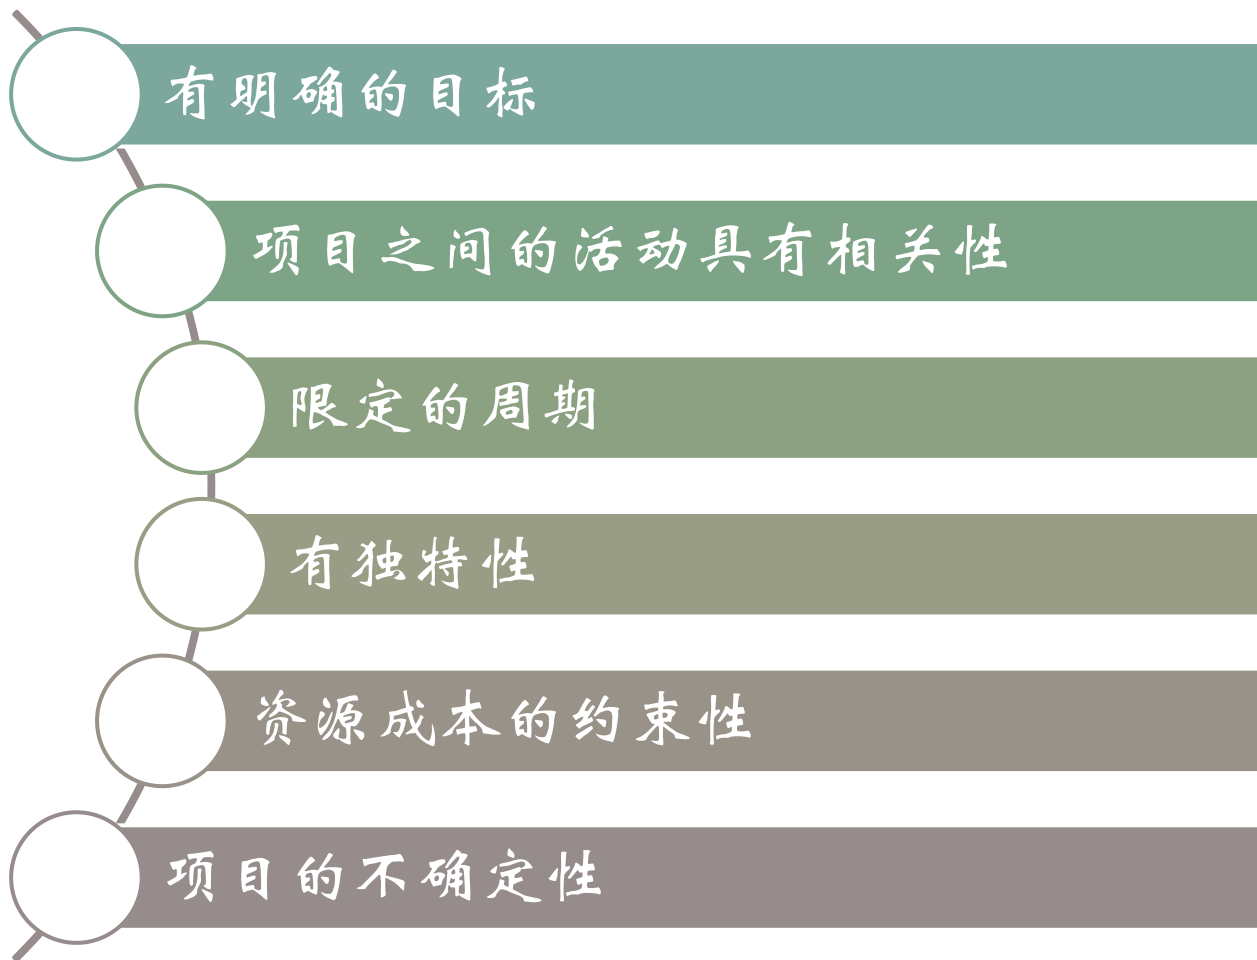 有明确的目标
项目之间的活动具有相关性
限定的周期
有独特性
资源成本的约束性
项目的不确定性